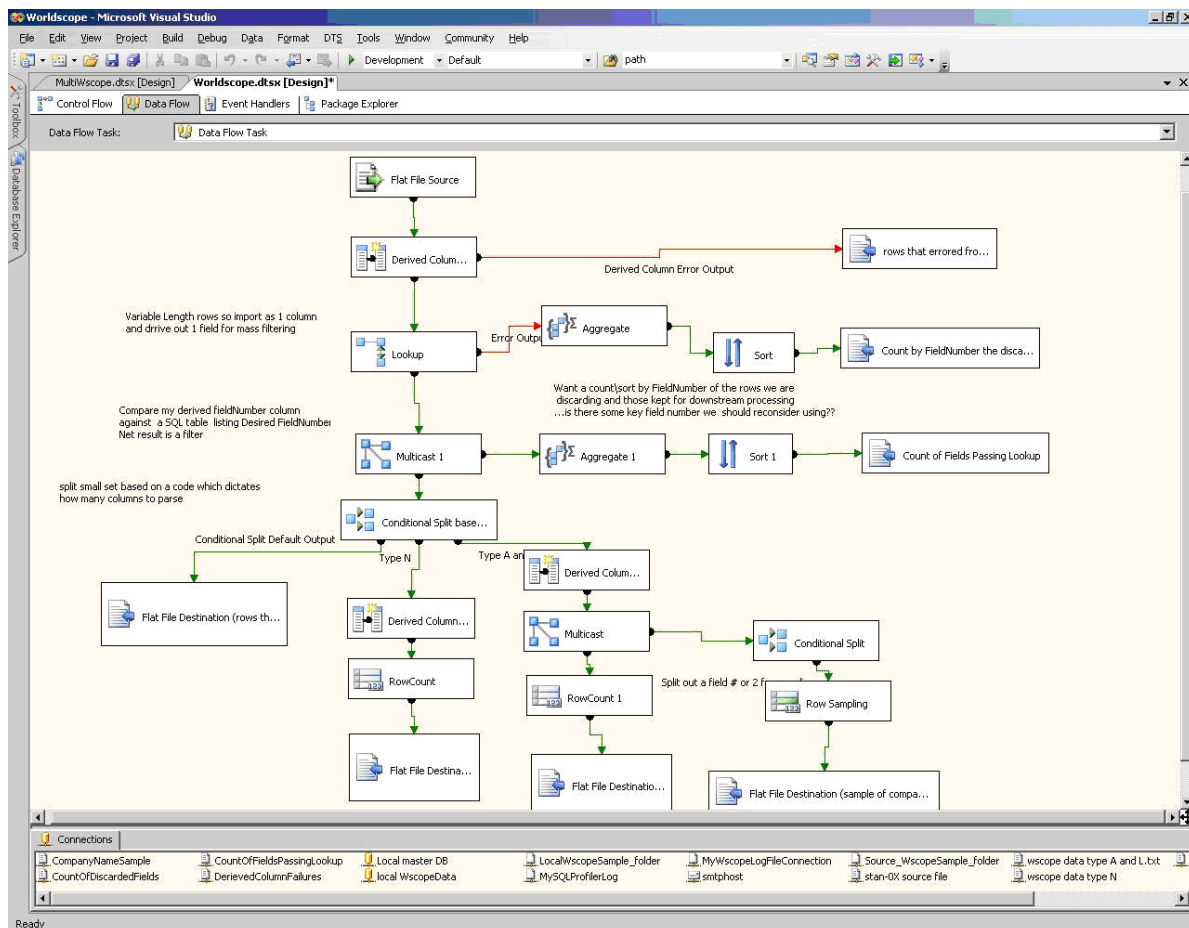 Worldscope - Microsoft Visual Studio
File Edit View Project Build Debug Data Format DTS Tools Window Community Help
Development Default path
MultiWscope.dtsx [Design] Worldscope.dtsx [Design]*
Control Flow Data Flow Event Handlers Package Explorer
Toolbox
Database Explorer
Data Flow Task: Data Flow Task
Flat File Source
Derived Colum...
rows that errored fro...
Derived Column Error Output
Variable Length rows so import as 1 column
and drrive out 1 field for mass filtering
Lookup
Error Outpu
Aggregate
Sort
Count by FieldNumber the disca...
Want a count\sort by FieldNumber of the rows we are
discarding and those kept for downstream processing
...is there some key field number we should reconsider using??
Compare my derived fieldNumber column
against a SQL table listing Desired FieldNumber
Net result is a filter
Multicast 1
Aggregate 1
Sort 1
Count of Fields Passing Lookup
split small set based on a code which dictates
how many columns to parse
Conditional Split base...
Conditional Split Default Output
Type N
Type A an
Derived Colum...
Flat File Destination (rows th...
Derived Column...
Multicast
Conditional Split
RowCount
Split out a field # or 2 f
RowCount 1
Row Sampling
Flat File Destina...
Flat File Destinatio...
Flat File Destination (sample of compa...
Connections
CompanyNameSample CountOfFieldsPassingLookup Local master DB LocalWscopeSample_folder MyWscopeLogFileConnection Source_WscopeSample_folder wscope data type A and L.txt
CountOfDiscardedFields DerievedColumnFailures local WscopeData MySQLProfilerLog smtphost stan-0X source file wscope data type N
Ready